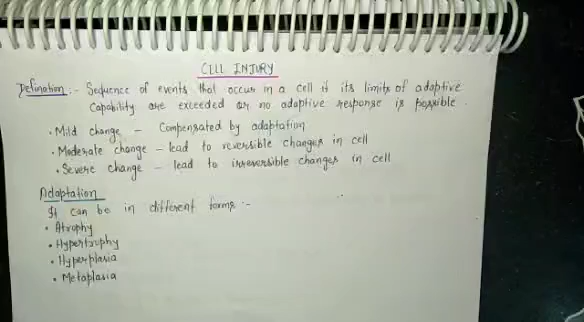 CELL INJURY
Defination :- Sequence of events that occur in a cell if its limits of adaptive
Capability are exceeded or no adaptive response is possible.
• Mild change - Compensated by adaptation
• Moderate change - lead to reversible changes in cell
• Severe change - lead to irreversible changes in cell
Adaptation
It can be in different forms :-
• Atrophy
• Hypertrophy
• Hyperplasia
• Metaplasia